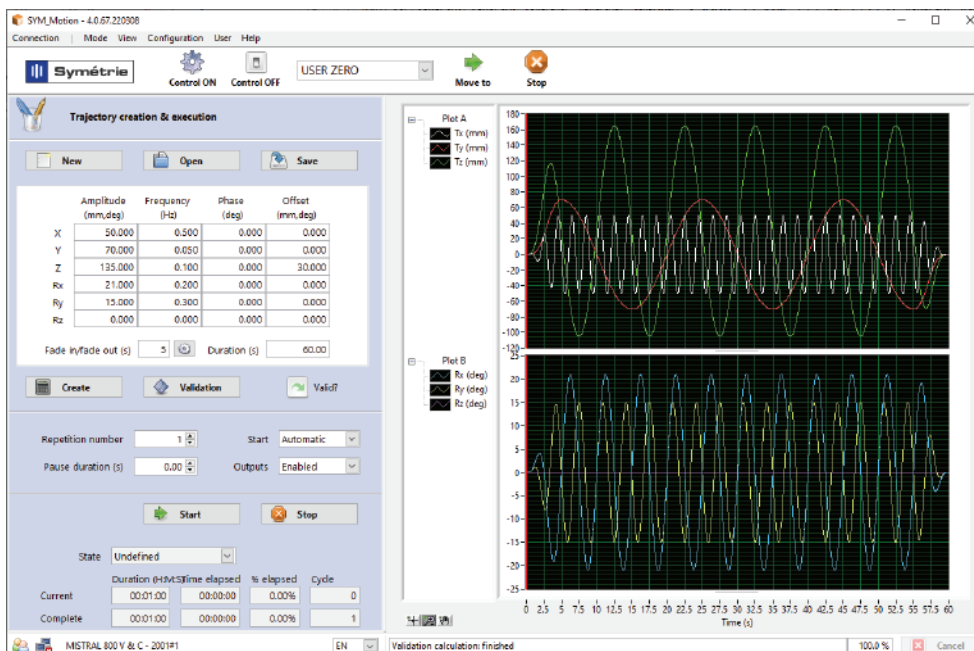 SYM_Motion - 4.0.67.220308
Connection | Mode View Configuration User Help
Symétrie
Control ON
Control OFF
USER ZERO
Move to
Stop
Trajectory creation & execution
New
Open
Save
Amplitude Frequency Phase Offset
(mm,deg) (Hz) (deg) (mm,deg)
X 50.000 0.500 0.000 0.000
Y 70.000 0.050 0.000 0.000
Z 135.000 0.100 0.000 30.000
Rx 21.000 0.200 0.000 0.000
Ry 15.000 0.300 0.000 0.000
Rz 0.000 0.000 0.000 0.000
Fade in/fade out (s) 5 Duration (s) 60.00
Create
Validation
Valid?
Repetition number 1 Start Automatic
Pause duration (s) 0.00 Outputs Enabled
Start
Stop
State Undefined
Duration (H:M:S) Time elapsed % elapsed Cycle
Current 00:01:00 00:00:00 0.00% 0
Complete 00:01:00 00:00:00 0.00% 1
Plot A
Tx (mm)
Ty (mm)
Tz (mm)
180
160
140
120
100
80
60
40
20
0
-20
-40
-60
-80
-100
-120
Plot B
Rx (deg)
Ry (deg)
Rz (deg)
25
20
15
10
5
0
-5
-10
-15
-20
-25
0 2.5 5 7.5 10 12.5 15 17.5 20 22.5 25 27.5 30 32.5 35 37.5 40 42.5 45 47.5 50 52.5 55 57.5 60
Time (s)
MISTRAL 800 V & C - 2001#1
EN
Validation calculation: finished
100.0 %
Cancel